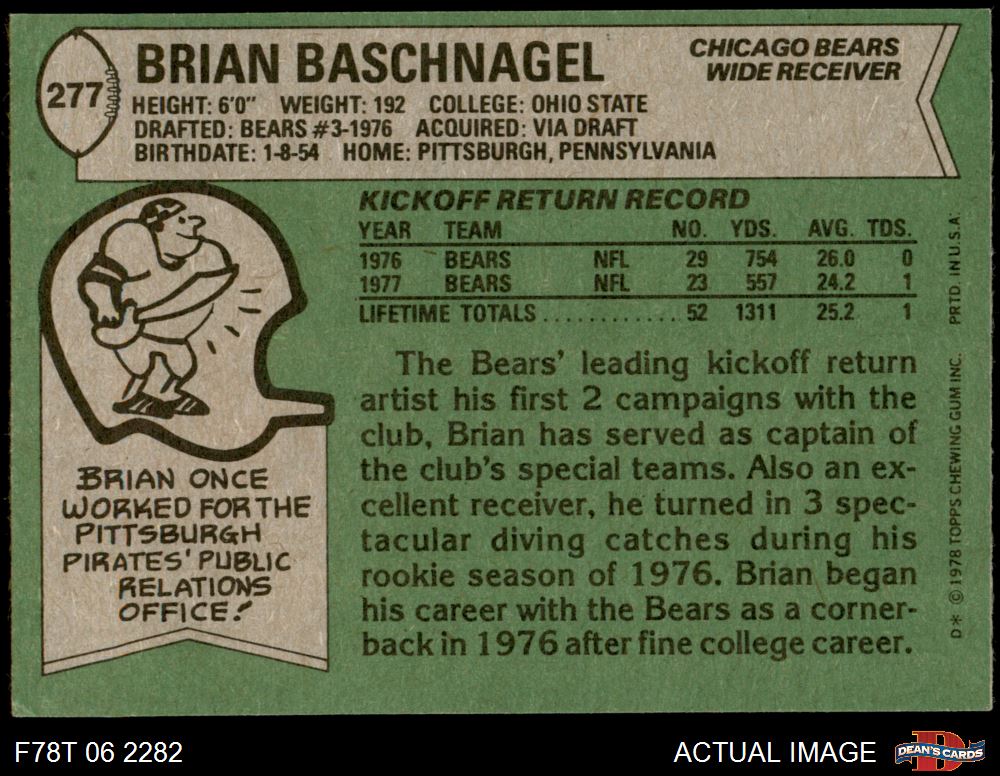 277
BRIAN BASCHNAGEL
CHICAGO BEARS
WIDE RECEIVER
HEIGHT: 6'0" WEIGHT: 192 COLLEGE: OHIO STATE
DRAFTED: BEARS #3-1976 ACQUIRED: VIA DRAFT
BIRTHDATE: 1-8-54 HOME: PITTSBURGH, PENNSYLVANIA
KICKOFF RETURN RECORD
YEAR TEAM NO. YDS. AVG. TDS.
1976 BEARS NFL 29 754 26.0 0
1977 BEARS NFL 23 557 24.2 1
LIFETIME TOTALS ............ 52 1311 25.2 1
The Bears' leading kickoff return
artist his first 2 campaigns with the
club, Brian has served as captain of
the club's special teams. Also an ex-
cellent receiver, he turned in 3 spec-
tacular diving catches during his
rookie season of 1976. Brian began
his career with the Bears as a corner-
back in 1976 after fine college career.
BRIAN ONCE
WORKED FOR THE
PITTSBURGH
PIRATES' PUBLIC
RELATIONS
OFFICE!
D* © 1978 TOPPS CHEWING GUM INC. PRTD. IN U.S.A.
F78T 06 2282
ACTUAL IMAGE
DEAN'S CARDS